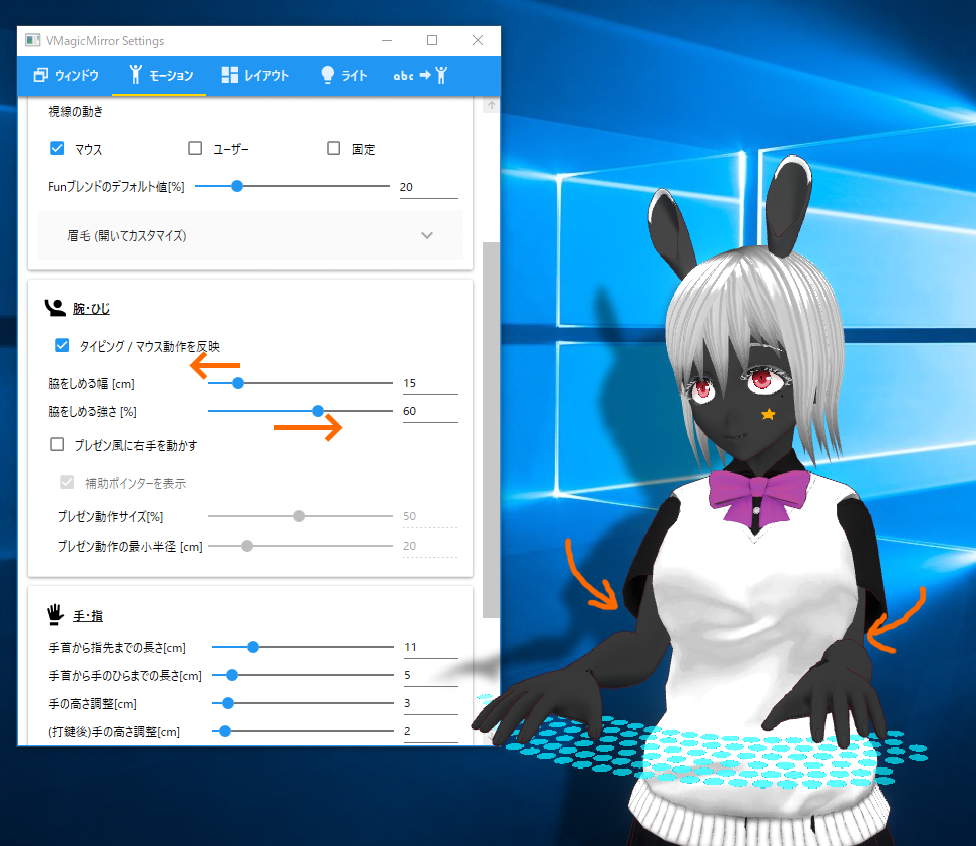 VMagicMirror Settings
ウィンドウ モーション レイアウト ライト abc
視線の動き
マウス ユーザー 固定
Funブレンドのデフォルト値[%] 20
眉毛 (開いてカスタマイズ)
腕・ひじ
タイピング / マウス動作を反映
脇をしめる幅 [cm] 15
脇をしめる強さ [%] 60
プレゼン風に右手を動かす
補助ポインターを表示
プレゼン動作サイズ[%] 50
プレゼン動作の最小半径 [cm] 20
手・指
手首から指先までの長さ[cm] 11
手首から手のひらまでの長さ[cm] 5
手の高さ調整[cm] 3
(打鍵後)手の高さ調整[cm] 2